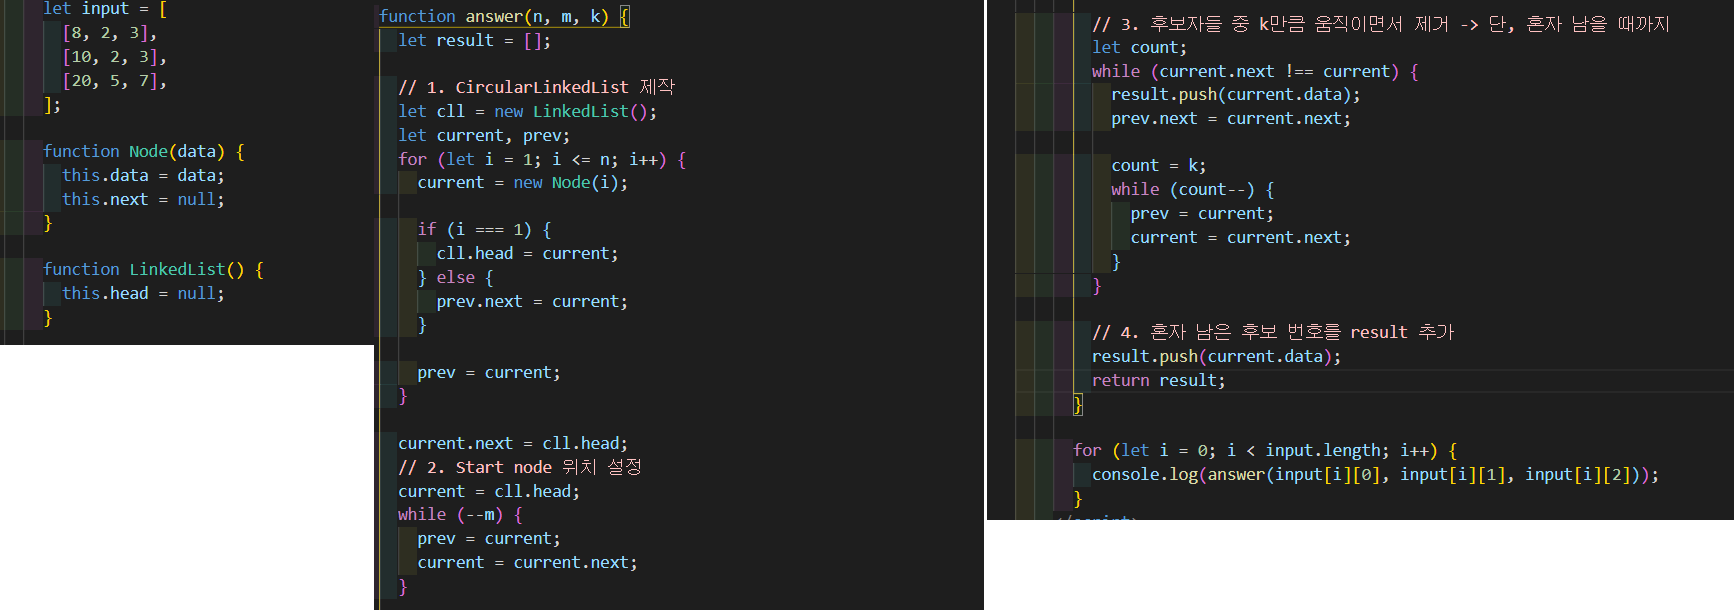 let input = [
[8, 2, 3],
[10, 2, 3],
[20, 5, 7],
];
function Node(data) {
this.data = data;
this.next = null;
}
function LinkedList() {
this.head = null;
}
function answer(n, m, k) {
let result = [];
// 1. CircularLinkedList 제작
let cll = new LinkedList();
let current, prev;
for (let i = 1; i <= n; i++) {
current = new Node(i);
if (i === 1) {
cll.head = current;
} else {
prev.next = current;
}
prev = current;
}
current.next = cll.head;
// 2. Start node 위치 설정
current = cll.head;
while (--m) {
prev = current;
current = current.next;
}
// 3. 후보자들 중 k만큼 움직이면서 제거 -> 단, 혼자 남을 때까지
let count;
while (current.next !== current) {
result.push(current.data);
prev.next = current.next;
count = k;
while (count--) {
prev = current;
current = current.next;
}
}
// 4. 혼자 남은 후보 번호를 result 추가
result.push(current.data);
return result;
}
for (let i = 0; i < input.length; i++) {
console.log(answer(input[i][0], input[i][1], input[i][2]));
}